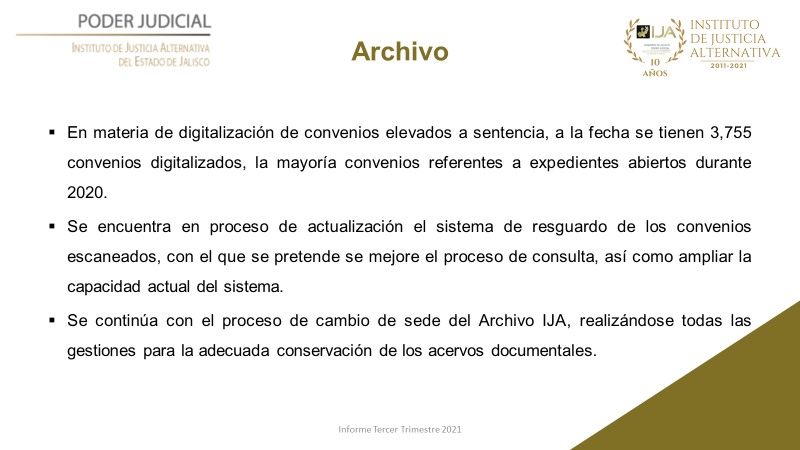 PODER JUDICIAL
INSTITUTO DE JUSTICIA ALTERNATIVA
DEL ESTADO DE JALISCO
Archivo
IJA
10
AÑOS
INSTITUTO
DE JUSTICIA
ALTERNATIVA
2011-2021
▪ En materia de digitalización de convenios elevados a sentencia, a la fecha se tienen 3,755
convenios digitalizados, la mayoría convenios referentes a expedientes abiertos durante
2020.
▪ Se encuentra en proceso de actualización el sistema de resguardo de los convenios
escaneados, con el que se pretende se mejore el proceso de consulta, así como ampliar la
capacidad actual del sistema.
▪ Se continúa con el proceso de cambio de sede del Archivo IJA, realizándose todas las
gestiones para la adecuada conservación de los acervos documentales.
Informe Tercer Trimestre 2021